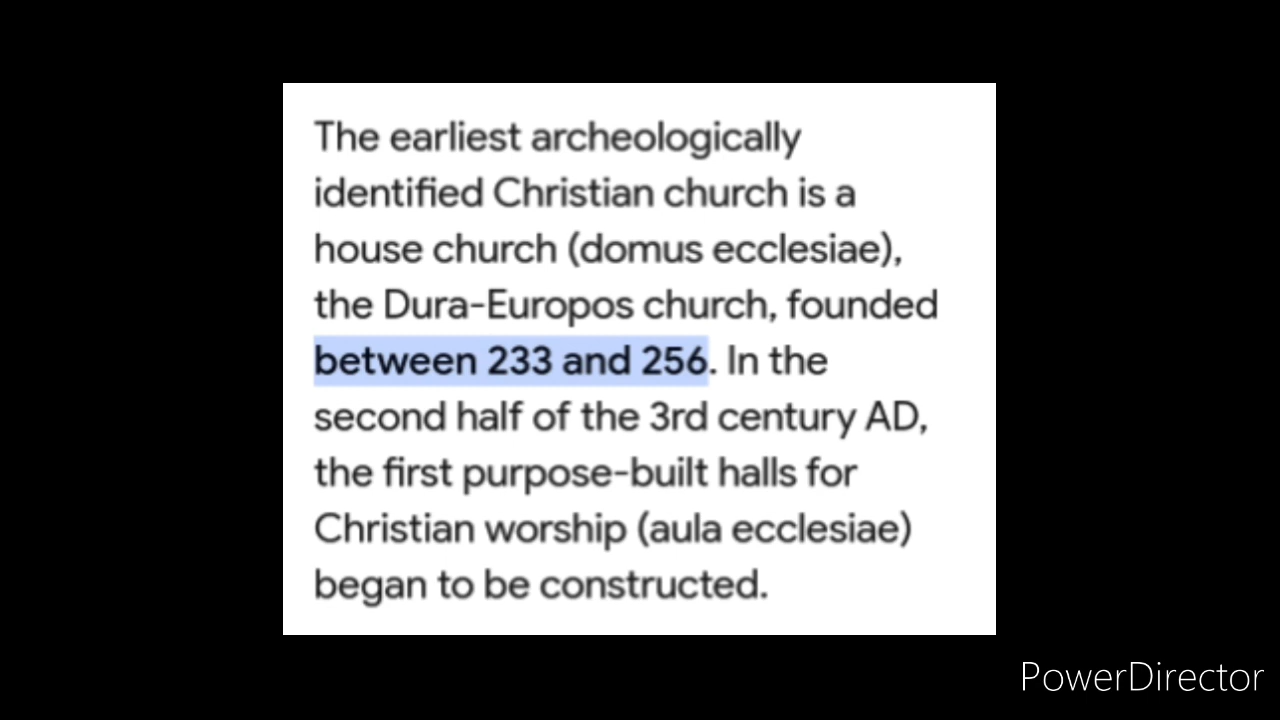 The earliest archeologically
identified Christian church is a
house church (domus ecclesiae),
the Dura-Europos church, founded
between 233 and 256. In the
second half of the 3rd century AD,
the first purpose-built halls for
Christian worship (aula ecclesiae)
began to be constructed.
PowerDirector